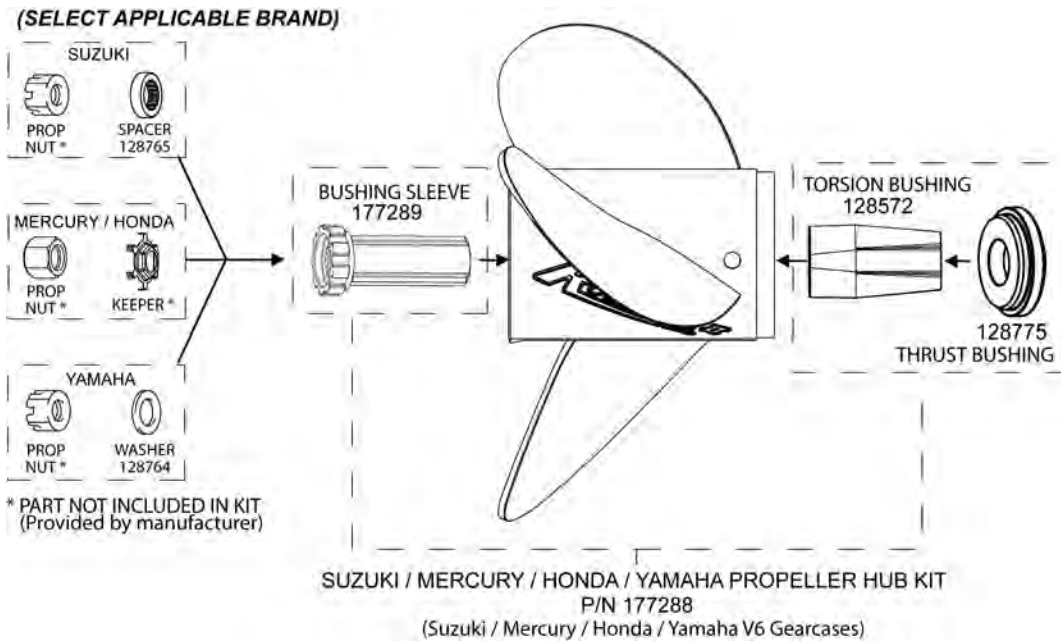 (SELECT APPLICABLE BRAND)
SUZUKI
PROP
NUT *
SPACER
128765
MERCURY / HONDA
PROP
NUT *
KEEPER *
YAMAHA
PROP
NUT *
WASHER
128764
* PART NOT INCLUDED IN KIT
(Provided by manufacturer)
BUSHING SLEEVE
177289
TORSION BUSHING
128572
128775
THRUST BUSHING
SUZUKI / MERCURY / HONDA / YAMAHA PROPELLER HUB KIT
P/N 177288
(Suzuki / Mercury / Honda / Yamaha V6 Gearcases)